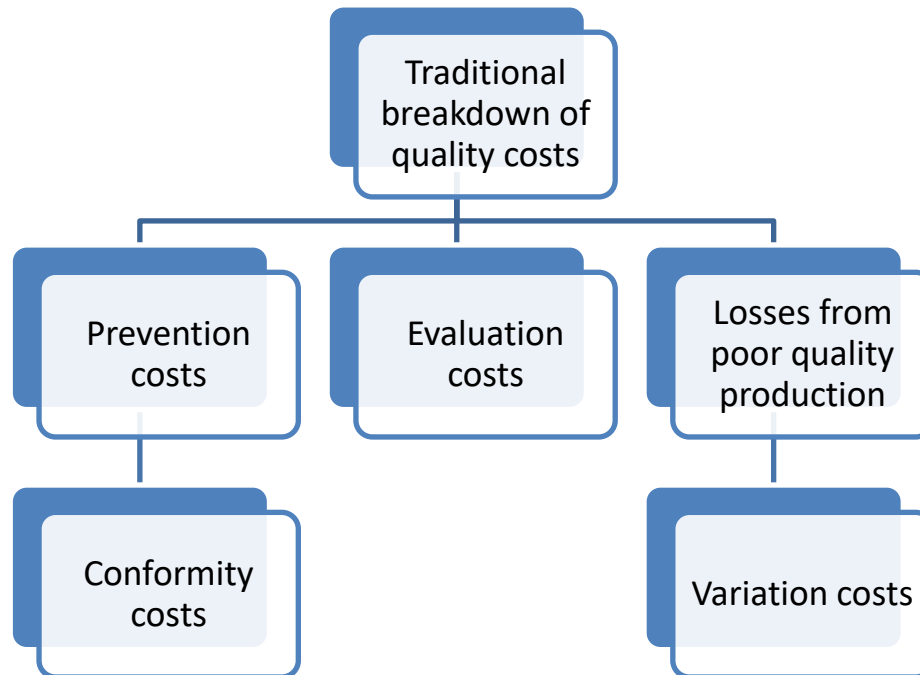 Traditional
breakdown of
quality costs
Prevention
costs
Evaluation
costs
Losses from
poor quality
production
Conformity
costs
Variation costs